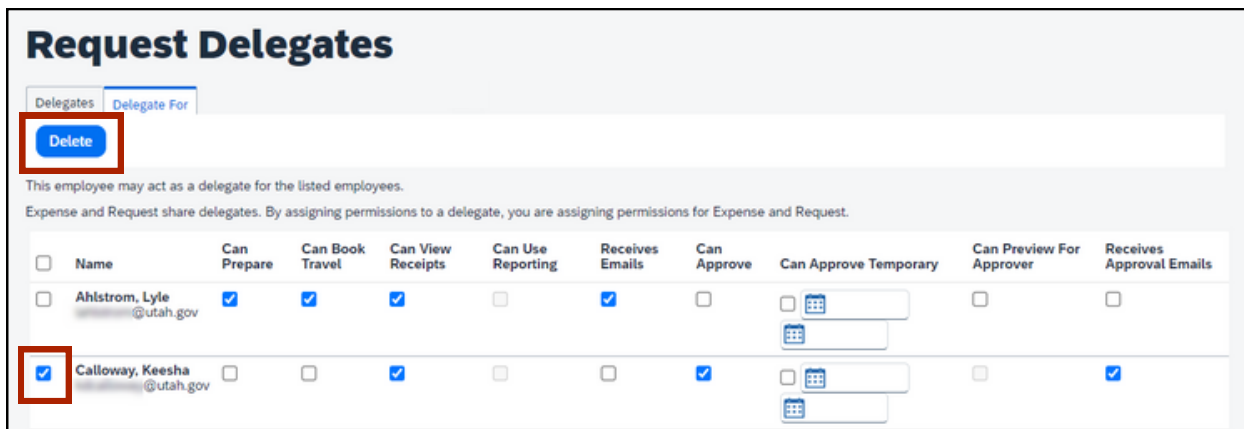 Request Delegates
Delegates Delegate For
Delete
This employee may act as a delegate for the listed employees.
Expense and Request share delegates. By assigning permissions to a delegate, you are assigning permissions for Expense and Request.
Name Can Prepare Can Book Travel Can View Receipts Can Use Reporting Receives Emails Can Approve Can Approve Temporary Can Preview For Approver Receives Approval Emails
Ahlstrom, Lyle
@utah.gov
Calloway, Keesha
@utah.gov